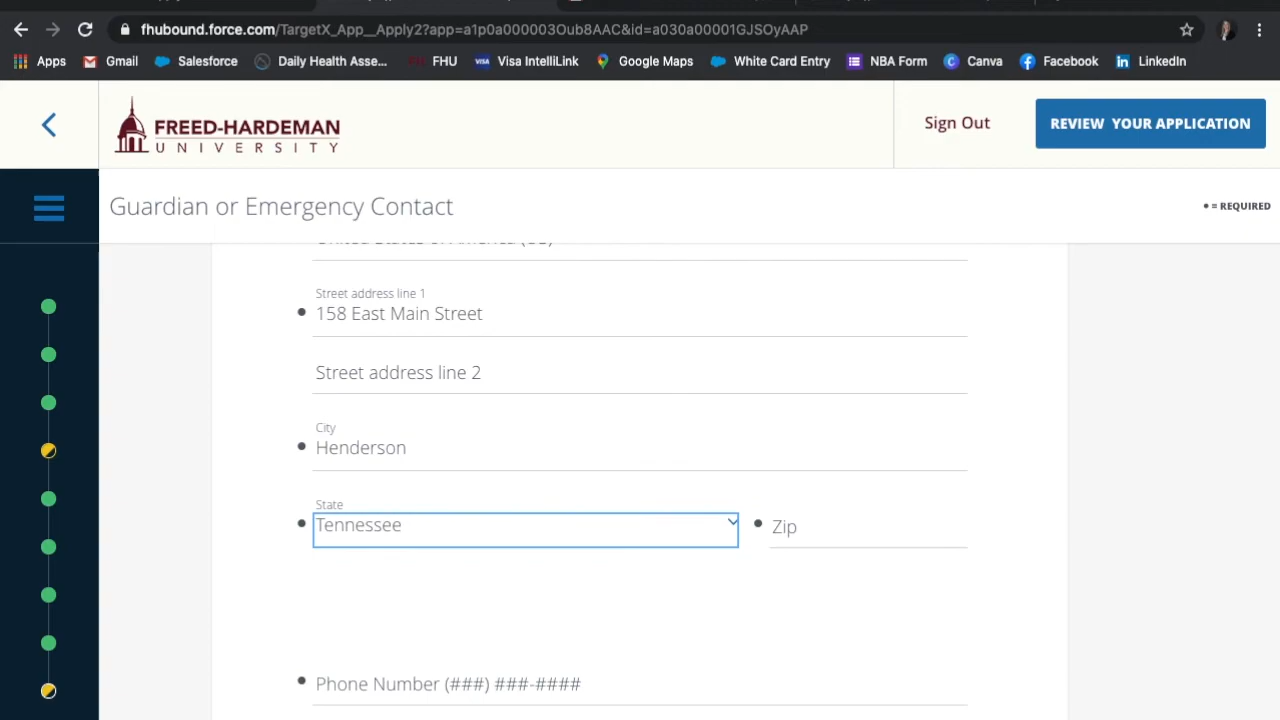 fhubound.force.com/TargetX_App__Apply2?app=a1p0a000003Oub8AAC&id=a030a00001GJSOyAAP
Apps Gmail Salesforce Daily Health Asse... FHU VISA Visa IntelliLink Google Maps White Card Entry NBA Form Canva Facebook LinkedIn
FREED-HARDEMAN
UNIVERSITY
Sign Out
REVIEW YOUR APPLICATION
Guardian or Emergency Contact
• = REQUIRED
Street address line 1
158 East Main Street
Street address line 2
City
Henderson
State
Tennessee
Zip
Phone Number (###) ###-####